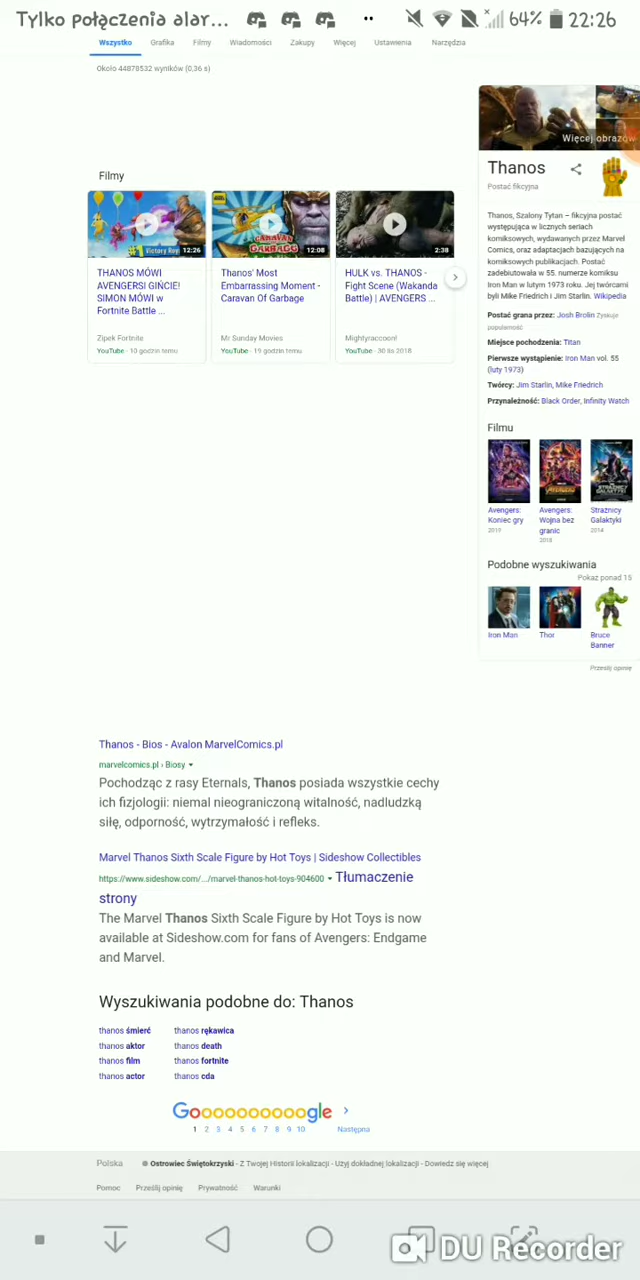 Tylko połączenia alar... 64% 22:26
Wszystko Grafika Filmy Wiadomości Zakupy Więcej Ustawienia Narzędzia
Około 44878532 wyników (0,36 s)
Więcej obrazów
Thanos
Postać fikcyjna
Thanos, Szalony Tytan – fikcyjna postać
występująca w licznych seriach
komiksowych, wydawanych przez Marvel
Comics, oraz adaptacjach bazujących na
komiksowych publikacjach. Postać
zadebiutowała w 55. numerze komiksu
Iron Man w lutym 1973 roku. Jej twórcami
byli Mike Friedrich i Jim Starlin. Wikipedia
Postać grana przez: Josh Brolin Zyskuje
popularność
Miejsce pochodzenia: Titan
Pierwsze wystąpienie: Iron Man vol. 55
(luty 1973)
Twórcy: Jim Starlin, Mike Friedrich
Przynależność: Black Order, Infinity Watch
Filmy
Victory Roy 12:26
CARAVAN OF GARBAGE 12:08
2:38
THANOS MÓWI
AVENGERSI GIŃCIE!
SIMON MÓWI w
Fortnite Battle ...
Zipek Fortnite
YouTube - 10 godzin temu
Thanos' Most
Embarrassing Moment -
Caravan Of Garbage
Mr Sunday Movies
YouTube - 19 godzin temu
HULK vs. THANOS -
Fight Scene (Wakanda
Battle) | AVENGERS ...
Mightyraccoon!
YouTube - 30 lis 2018
Filmu
Avengers:
Koniec gry
2019
Avengers:
Wojna bez
granic
2018
STRAŻNICY
GALAKTYKI
Strażnicy
Galaktyki
2014
Podobne wyszukiwania
Pokaż ponad 15
Iron Man
Thor
Bruce
Banner
Prześlij opinię
Thanos - Bios - Avalon MarvelComics.pl
marvelcomics.pl › Biosy
Pochodząc z rasy Eternals, Thanos posiada wszystkie cechy
ich fizjologii: niemal nieograniczoną witalność, nadludzką
siłę, odporność, wytrzymałość i refleks.
Marvel Thanos Sixth Scale Figure by Hot Toys | Sideshow Collectibles
https://www.sideshow.com/.../marvel-thanos-hot-toys-904600 Tłumaczenie
strony
The Marvel Thanos Sixth Scale Figure by Hot Toys is now
available at Sideshow.com for fans of Avengers: Endgame
and Marvel.
Wyszukiwania podobne do: Thanos
thanos śmierć thanos rękawica
thanos aktor thanos death
thanos film thanos fortnite
thanos actor thanos cda
Goooooooooogle
1 2 3 4 5 6 7 8 9 10 Następna
Polska Ostrowiec Świętokrzyski - Z Twojej Historii lokalizacji - Użyj dokładnej lokalizacji - Dowiedz się więcej
Pomoc Prześlij opinię Prywatność Warunki
DU Recorder